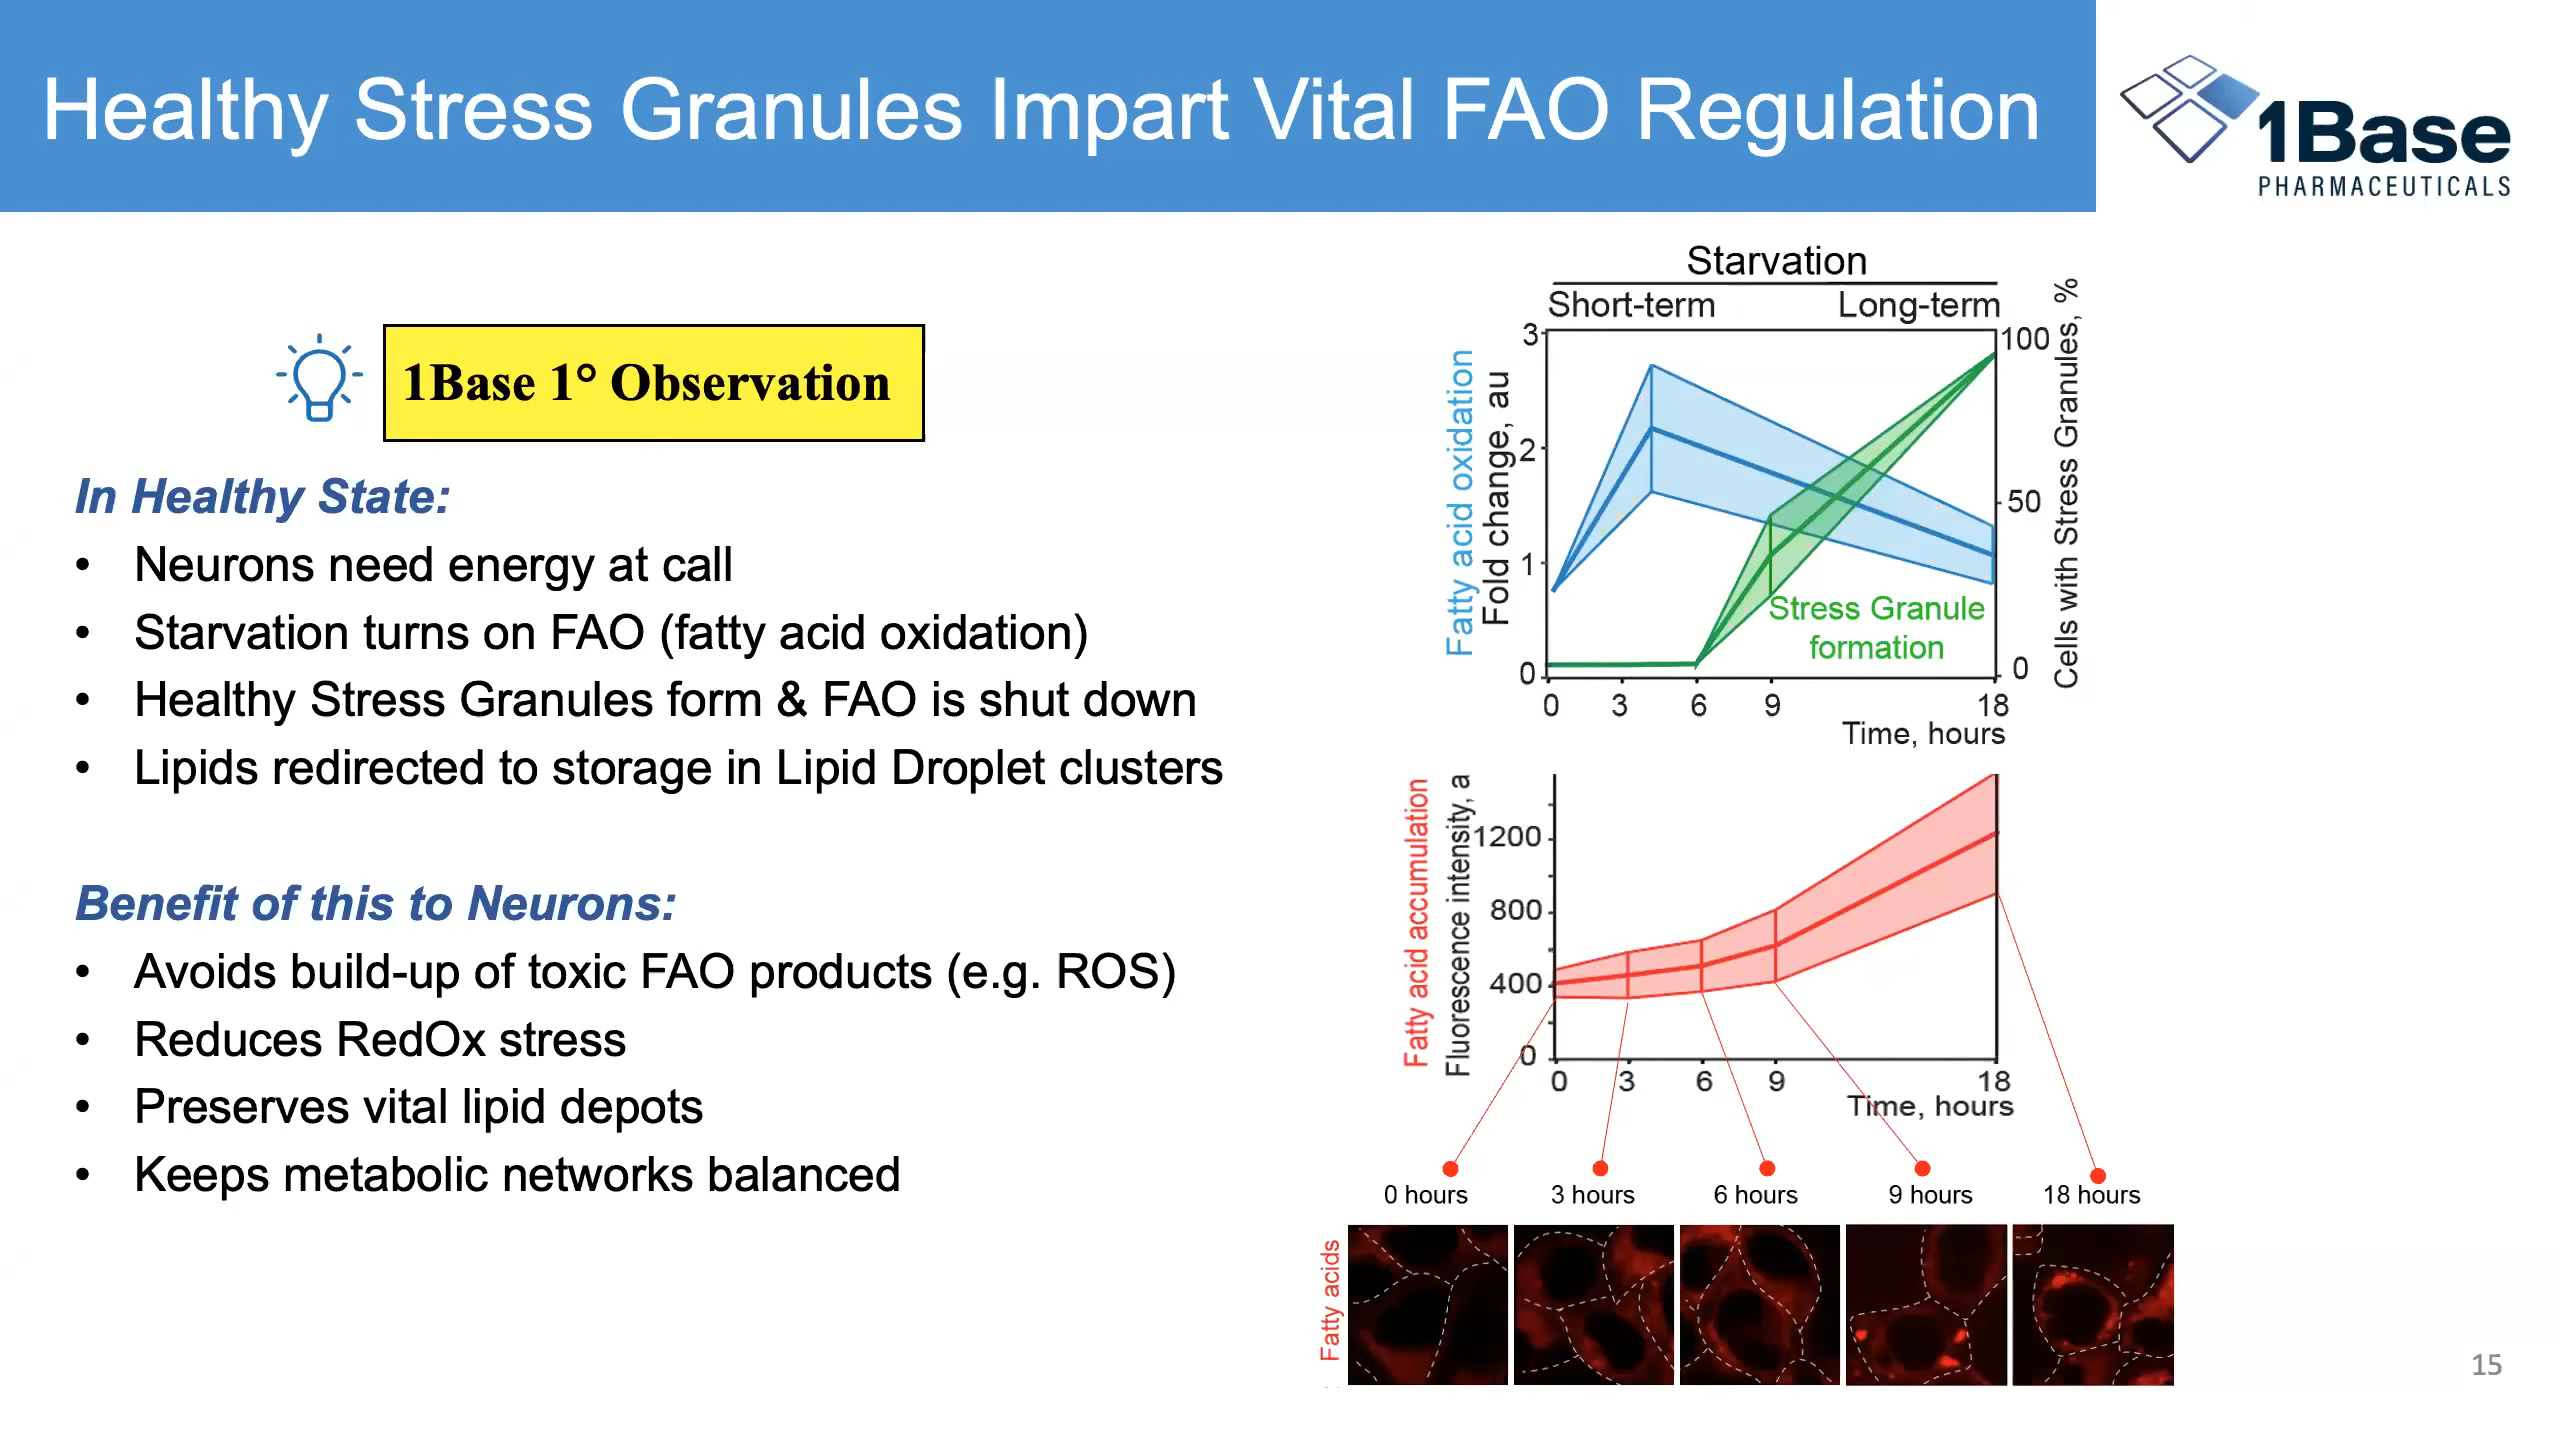 Healthy Stress Granules Impart Vital FAO Regulation
1Base
PHARMACEUTICALS
1Base 1° Observation
In Healthy State:
• Neurons need energy at call
• Starvation turns on FAO (fatty acid oxidation)
• Healthy Stress Granules form & FAO is shut down
• Lipids redirected to storage in Lipid Droplet clusters
Benefit of this to Neurons:
• Avoids build-up of toxic FAO products (e.g. ROS)
• Reduces RedOx stress
• Preserves vital lipid depots
• Keeps metabolic networks balanced
Starvation
Short-term Long-term
Fatty acid oxidation
Fold change, au
3
2
1
0
100
50
0
Cells with Stress Granules, %
Stress Granule
formation
0 3 6 9 18
Time, hours
Fatty acid accumulation
Fluorescence intensity, a
1200
800
400
0
0 3 6 9 18
Time, hours
0 hours 3 hours 6 hours 9 hours 18 hours
Fatty acids
15